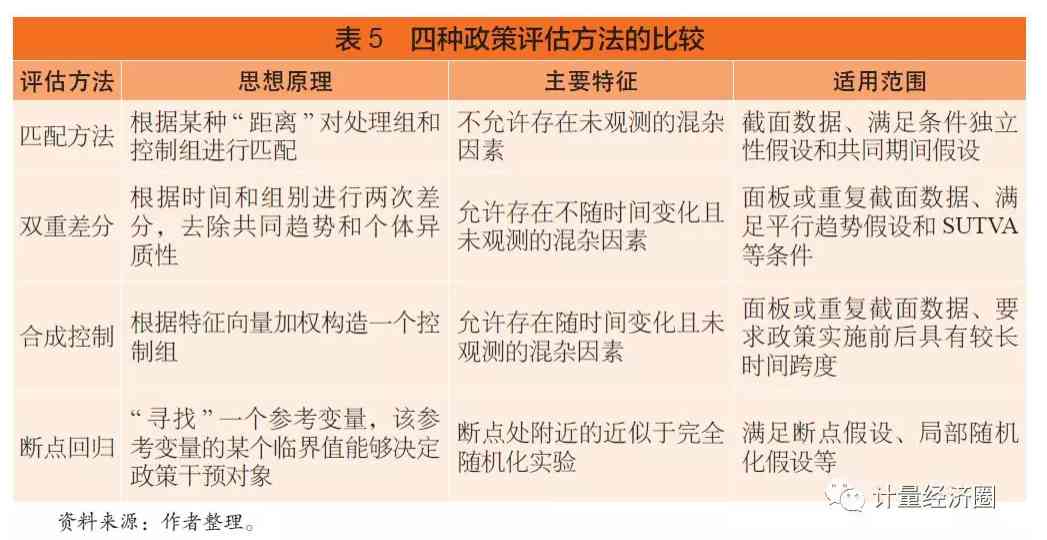 表 5 四种政策评估方法的比较
评估方法 思想原理 主要特征 适用范围
匹配方法
根据某种“距离”对处理组和
控制组进行匹配
不允许存在未观测的混杂
因素
截面数据、满足条件独立
性假设和共同期间假设
双重差分
根据时间和组别进行两次差
分，去除共同趋势和个体异
质性
允许存在不随时间变化且
未观测的混杂因素
面板或重复截面数据、满
足平行趋势假设和 SUTVA
等条件
合成控制
根据特征向量加权构造一个控
制组
允许存在随时间变化且未
观测的混杂因素
面板或重复截面数据、要
求政策实施前后具有较长
时间跨度
断点回归
“寻找”一个参考变量，该参
考变量的某个临界值能够决定
政策干预对象
断点处附近的近似于完全
随机化实验
满足断点假设、局部随机
化假设等
计量经济圈
资料来源：作者整理。